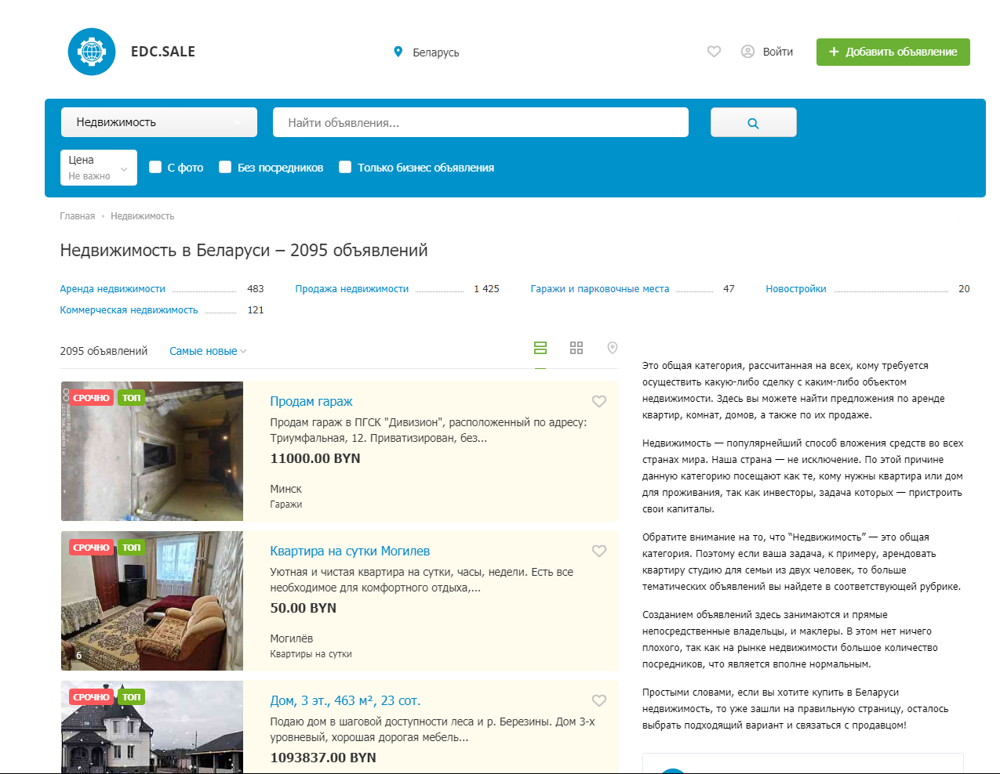 EDC.SALE
Беларусь
Войти
Добавить объявление
Недвижимость
Найти объявления...
Цена
Не важно
С фото
Без посредников
Только бизнес объявления
Главная • Недвижимость
Недвижимость в Беларуси – 2095 объявлений
Аренда недвижимости 483
Продажа недвижимости 1 425
Гаражи и парковочные места 47
Новостройки 20
Коммерческая недвижимость 121
2095 объявлений
Самые новые
СРОЧНО ТОП
Продам гараж
Продам гараж в ПГСК "Дивизион", расположенный по адресу:
Триумфальная, 12. Приватизирован, без...
11000.00 BYN
Минск
Гаражи
СРОЧНО ТОП
6
Квартира на сутки Могилев
Уютная и чистая квартира на сутки, часы, недели. Есть все
необходимое для комфортного отдыха,...
50.00 BYN
Могилёв
Квартиры на сутки
СРОЧНО ТОП
Дом, 3 эт., 463 м², 23 сот.
Подаю дом в шаговой доступности леса и р. Березины. Дом 3-х
уровневый, хорошая дорогая мебель...
1093837.00 BYN
Это общая категория, рассчитанная на всех, кому требуется
осуществить какую-либо сделку с каким-либо объектом
недвижимости. Здесь вы можете найти предложения по аренде
квартир, комнат, домов, а также по их продаже.
Недвижимость — популярнейший способ вложения средств во всех
странах мира. Наша страна — не исключение. По этой причине
данную категорию посещают как те, кому нужны квартира или дом
для проживания, так как инвесторы, задача которых — пристроить
свои капиталы.
Обратите внимание на то, что “Недвижимость” — это общая
категория. Поэтому если ваша задача, к примеру, арендовать
квартиру студию для семьи из двух человек, то больше
тематических объявлений вы найдете в соответствующей рубрике.
Созданием объявлений здесь занимаются и прямые
непосредственные владельцы, и маклеры. В этом нет ничего
плохого, так как на рынке недвижимости большое количество
посредников, что является вполне нормальным.
Простыми словами, если вы хотите купить в Беларуси
недвижимость, то уже зашли на правильную страницу, осталось
выбрать подходящий вариант и связаться с продавцом!